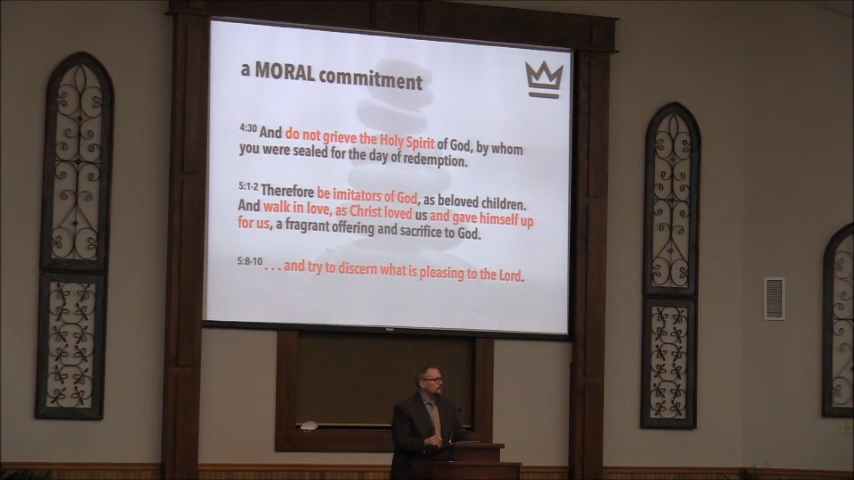 a MORAL commitment
4:30 And do not grieve the Holy Spirit of God, by whom
you were sealed for the day of redemption.
5:1-2 Therefore be imitators of God, as beloved children.
And walk in love, as Christ loved us and gave himself up
for us, a fragrant offering and sacrifice to God.
5:8-10 . . . and try to discern what is pleasing to the Lord.